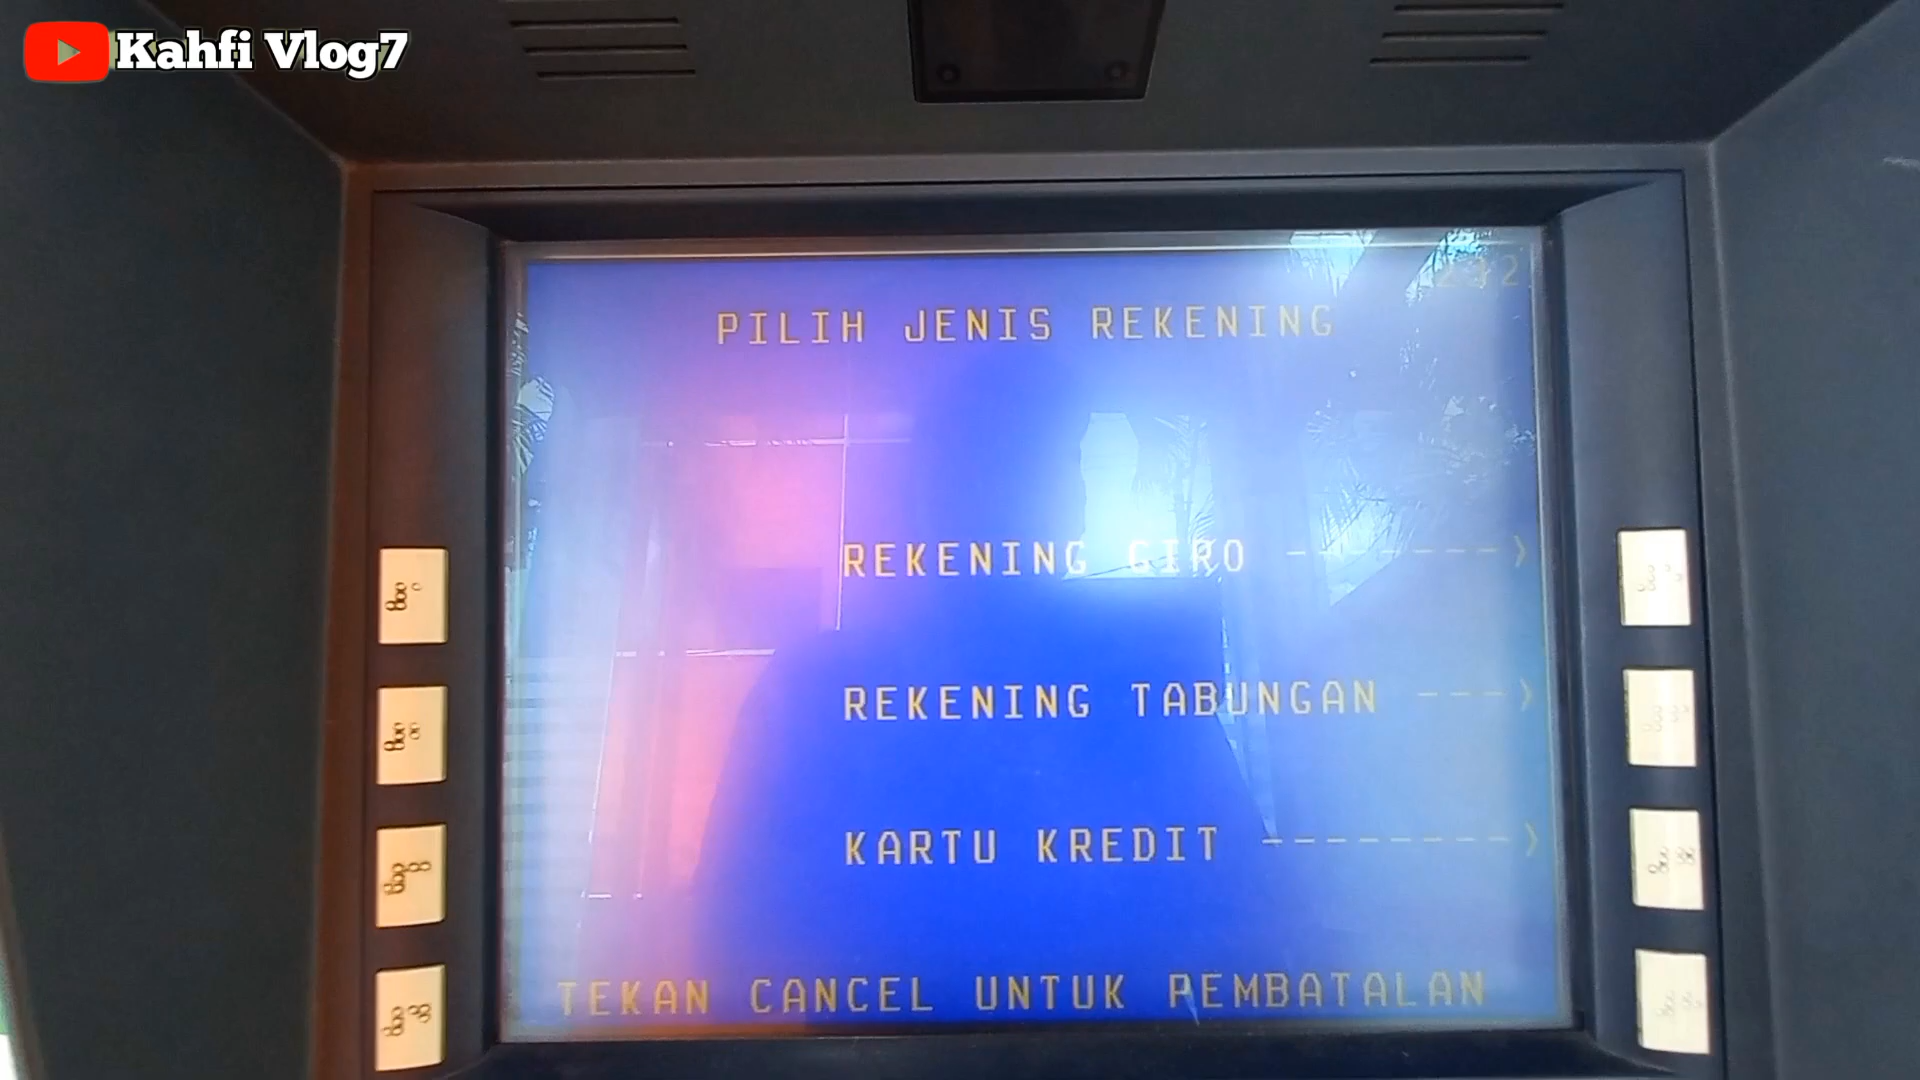 Kahfi Vlog7
PILIH JENIS REKENING
REKENING GIRO ------->
REKENING TABUNGAN --->
KARTU KREDIT ------->
TEKAN CANCEL UNTUK PEMBATALAN